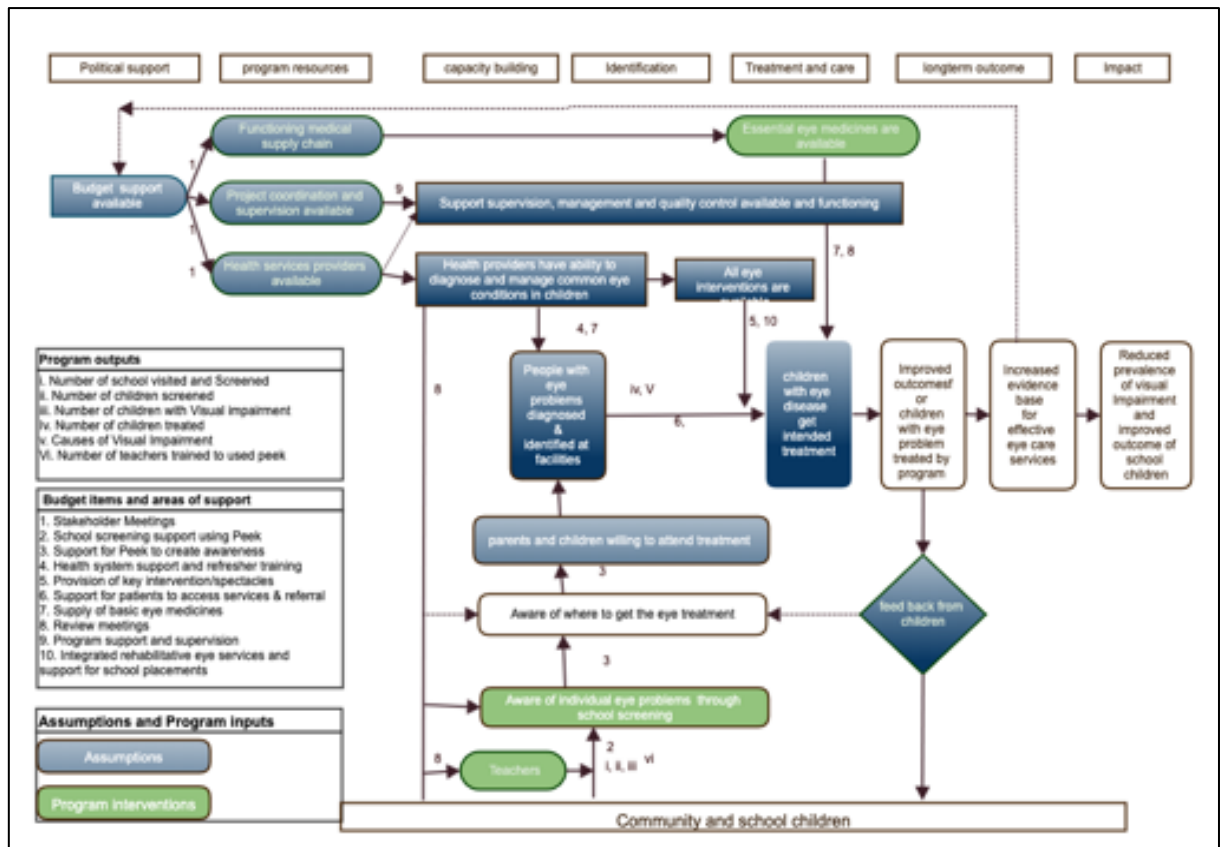 Political support
program resources
capacity building
Identification
Treatment and care
longterm outcome
Impact
Functioning medical
supply chain
Essential eye medicines are
available
1
Budget support
available
Project coordination and
supervision available
9
Support supervision, management and quality control available and functioning
1
1
Health services providers
available
Health providers have ability to
diagnose and manage common eye
conditions in children
All eye
interventions are
7, 8
4, 7
5, 10
8
People with
eye
problems
diagnosed
&
identified at
facilities
iv, V
6,
children
with eye
disease get
intended
treatment
Improved
outcomesf
or children
with eye
problem
treated by
program
Increased
evidence
base
for
effective
eye care
services
Reduced
prevalence
of visual
Impairment
and
improved
outcome of
school
children
Program outputs
i. Number of school visited and Screened
ii. Number of children screened
iii. Number of children with Visual impairment
iv. Number of children treated
v. Causes of Visual Impairment
VI. Number of teachers trained to used peek
Budget items and areas of support
1. Stakeholder Meetings
2. School screening support using Peek
3. Support for Peek to create awareness
4. Health system support and refresher training
5. Provision of key intervention/spectacles
6. Support for patients to access services & referral
7. Supply of basic eye medicines
8. Review meetings
9. Program support and supervision
10. Integrated rehabilitative eye services and
support for school placements
parents and children willing to attend treatment
3
Aware of where to get the eye treatment
feed back from
children
3
Aware of individual eye problems through
school screening
Assumptions and Program inputs
Assumptions
Program interventions
8
Teachers
2
vi
i, ii, iii
Community and school children